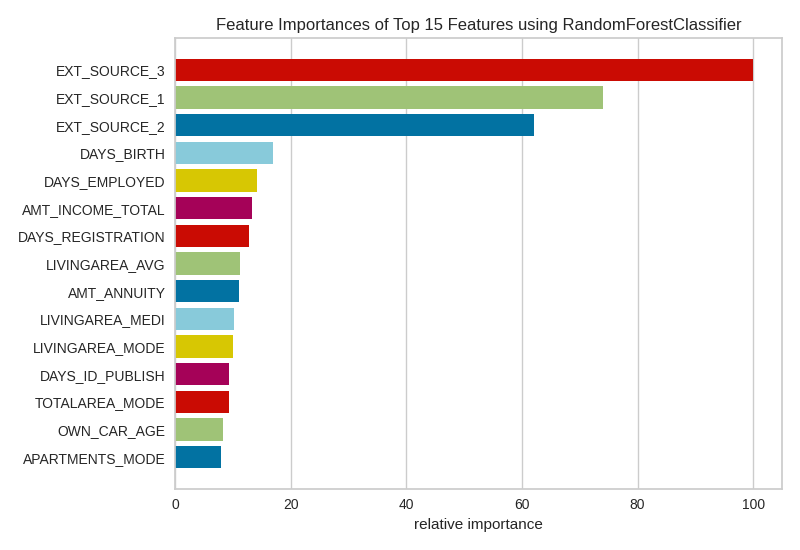 Feature Importances of Top 15 Features using RandomForestClassifier
EXT_SOURCE_3
EXT_SOURCE_1
EXT_SOURCE_2
DAYS_BIRTH
DAYS_EMPLOYED
AMT_INCOME_TOTAL
DAYS_REGISTRATION
LIVINGAREA_AVG
AMT_ANNUITY
LIVINGAREA_MEDI
LIVINGAREA_MODE
DAYS_ID_PUBLISH
TOTALAREA_MODE
OWN_CAR_AGE
APARTMENTS_MODE
0 20 40 60 80 100
relative importance